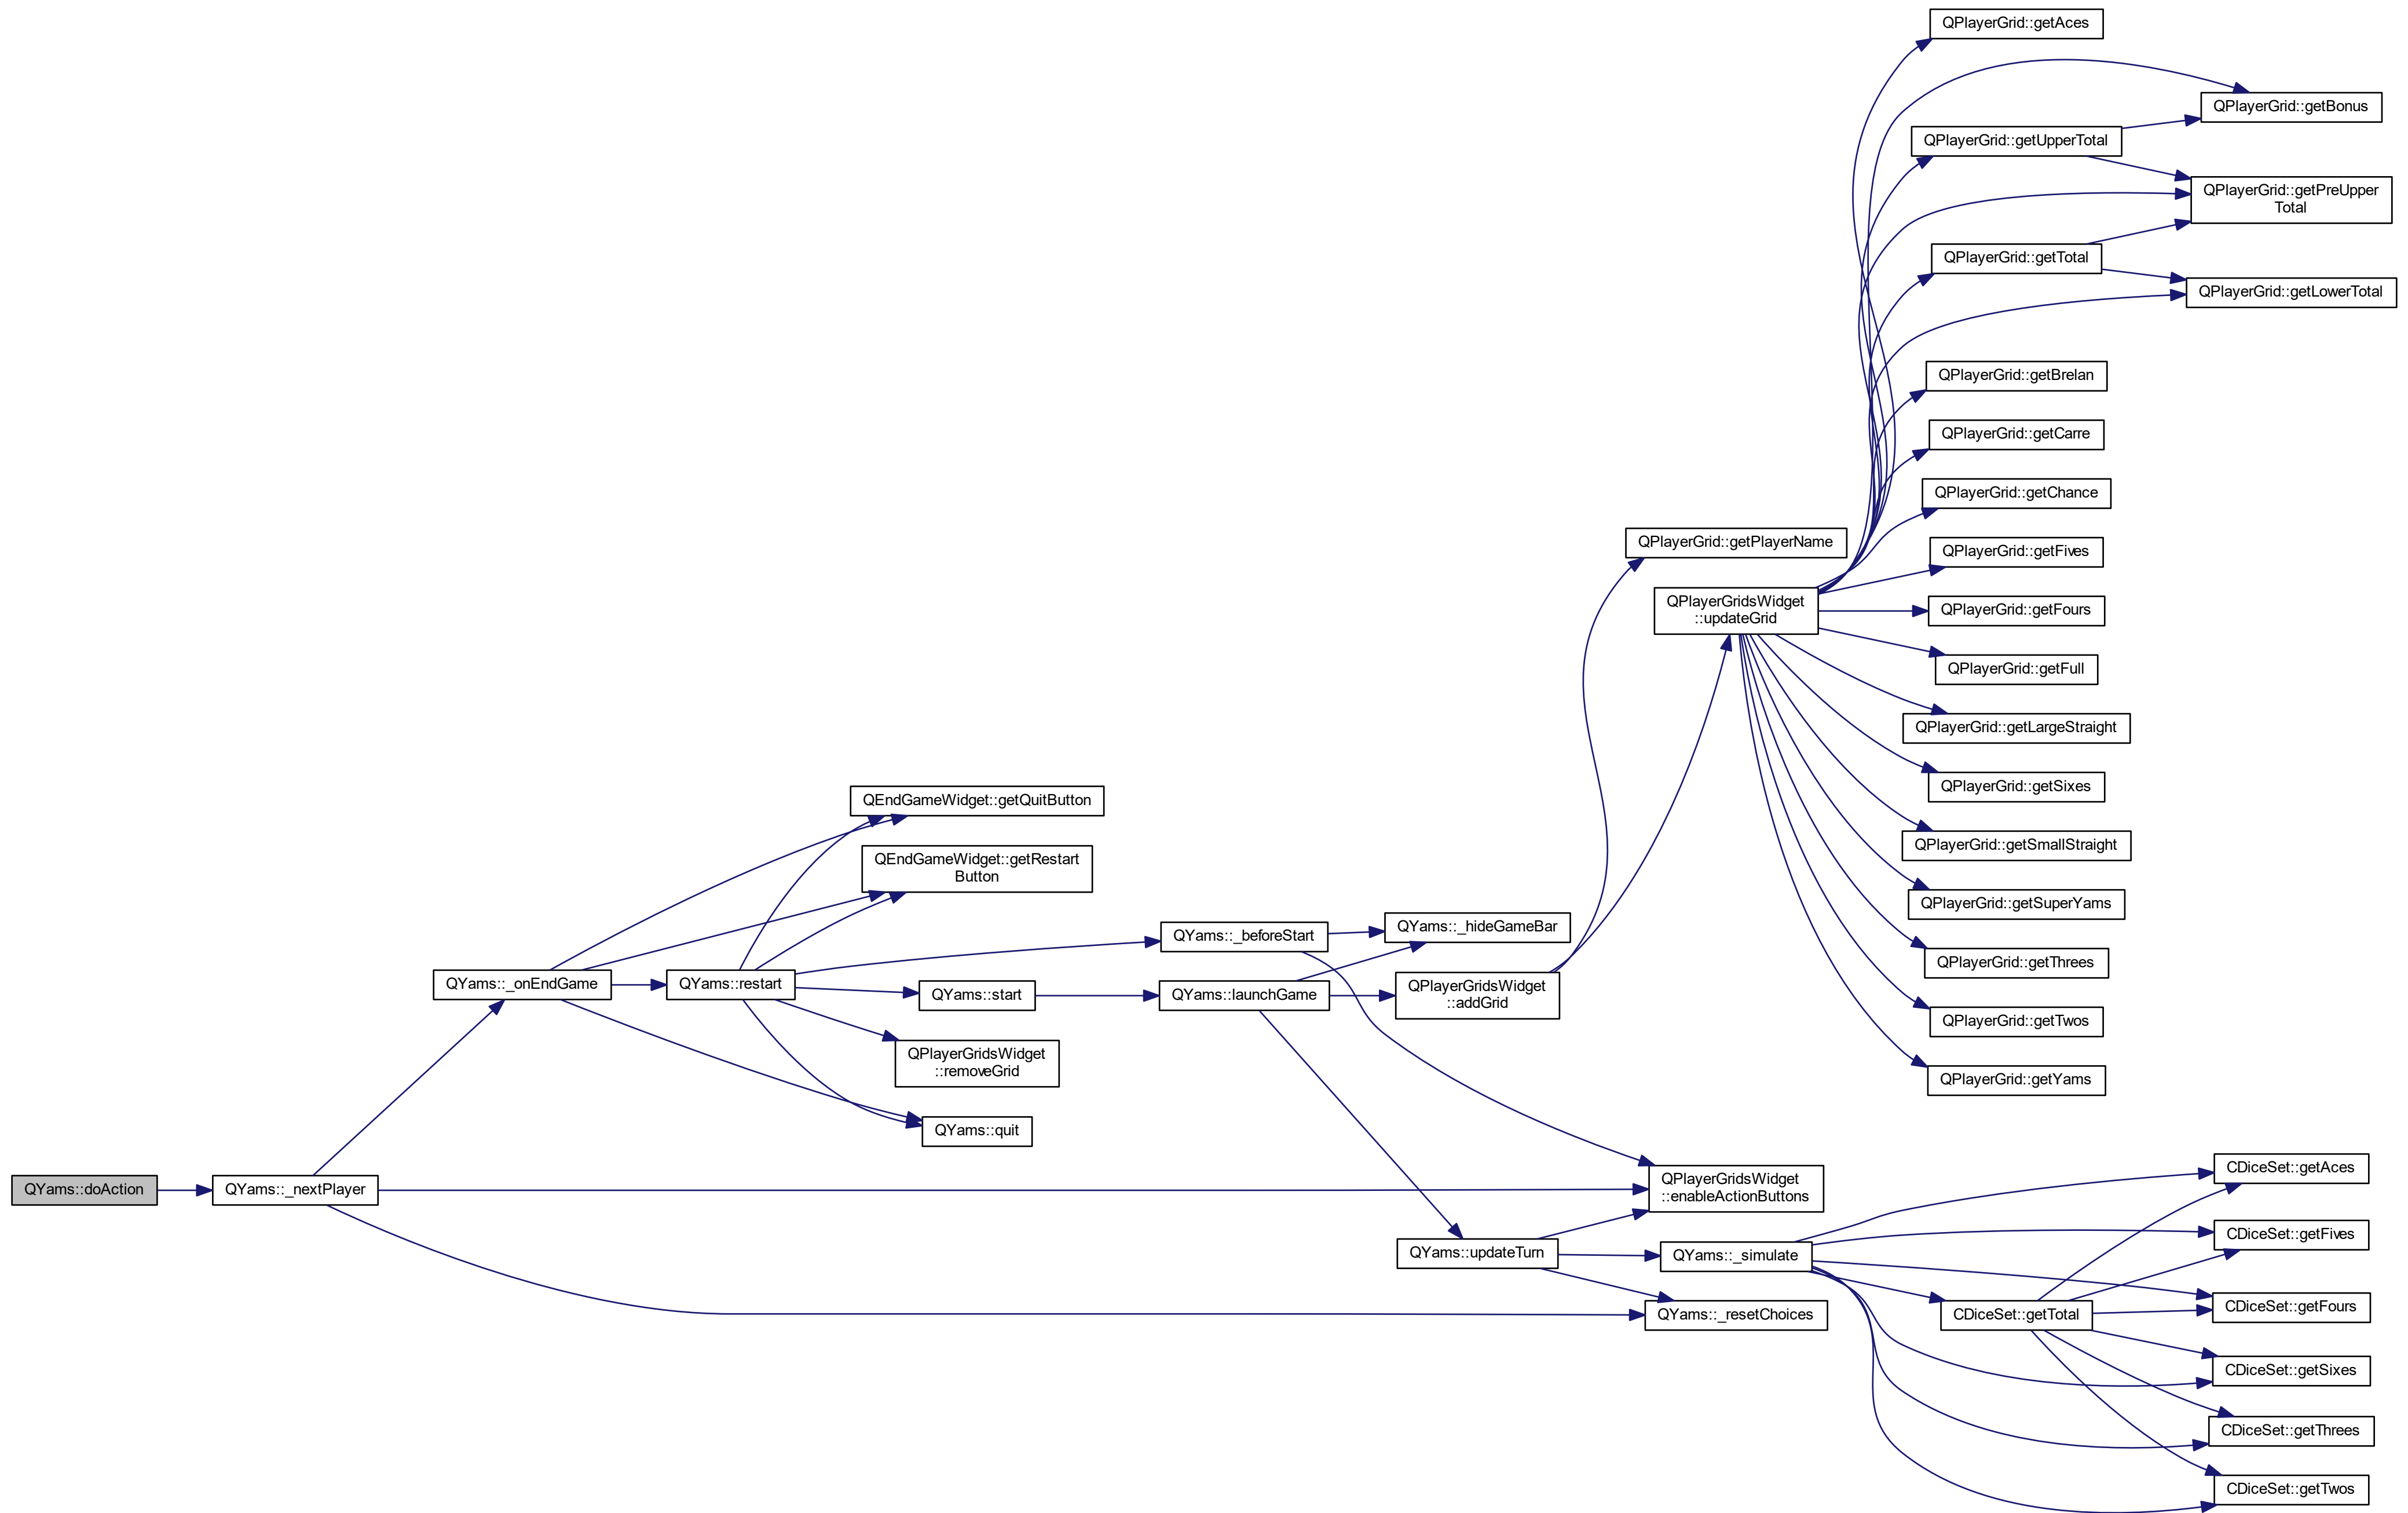 QPlayerGrid::getAces
QPlayerGrid::getBonus
QPlayerGrid::getUpperTotal
QPlayerGrid::getPreUpper
Total
QPlayerGrid::getTotal
QPlayerGrid::getLowerTotal
QPlayerGrid::getBrelan
QPlayerGrid::getCarre
QPlayerGrid::getChance
QPlayerGrid::getPlayerName
QPlayerGrid::getFives
QPlayerGridsWidget
::updateGrid
QPlayerGrid::getFours
QPlayerGrid::getFull
QPlayerGrid::getLargeStraight
QPlayerGrid::getSixes
QEndGameWidget::getQuitButton
QPlayerGrid::getSmallStraight
QEndGameWidget::getRestart
Button
QPlayerGrid::getSuperYams
QYams::_hideGameBar
QYams::_beforeStart
QPlayerGrid::getThrees
QYams::_onEndGame
QYams::restart
QYams::start
QYams::launchGame
QPlayerGridsWidget
::addGrid
QPlayerGrid::getTwos
QPlayerGridsWidget
::removeGrid
QPlayerGrid::getYams
QYams::quit
CDiceSet::getAces
QYams::doAction
QYams::_nextPlayer
QPlayerGridsWidget
::enableActionButtons
CDiceSet::getFives
QYams::updateTurn
QYams::_simulate
CDiceSet::getFours
QYams::_resetChoices
CDiceSet::getTotal
CDiceSet::getSixes
CDiceSet::getThrees
CDiceSet::getTwos